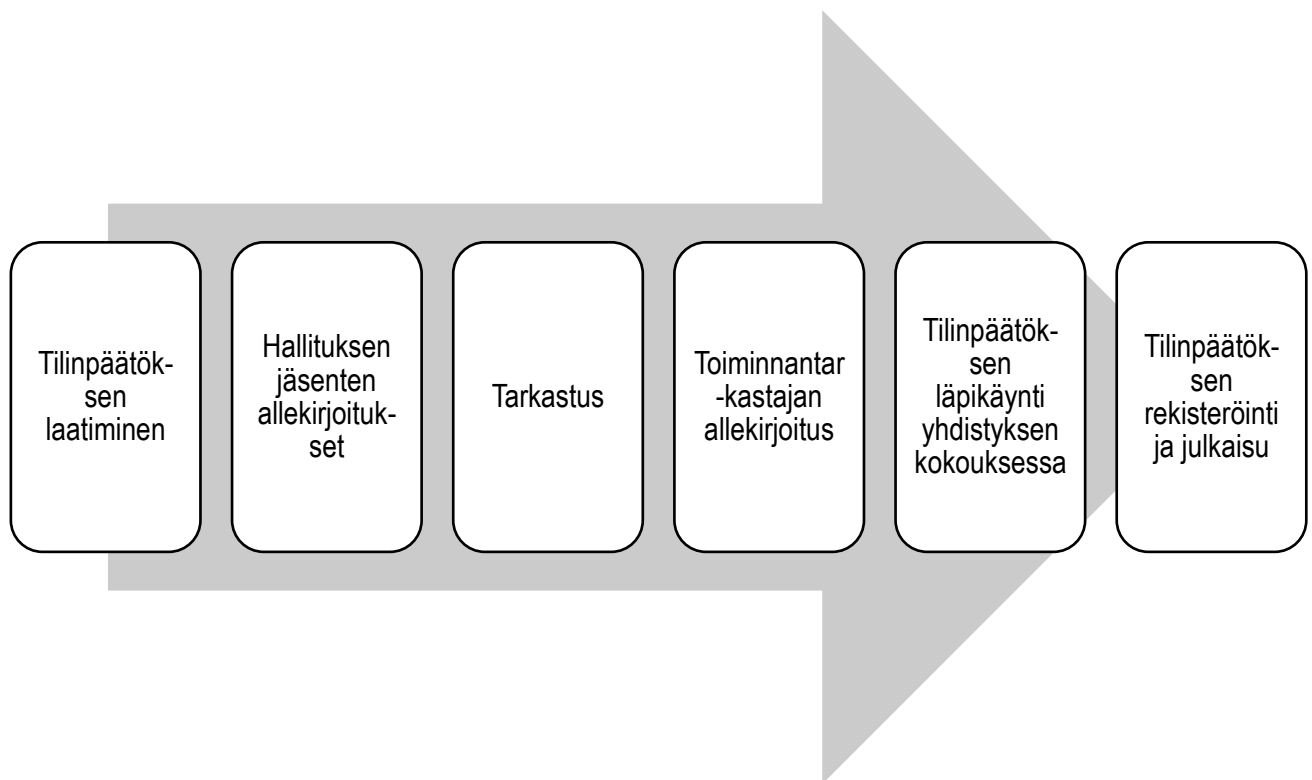 Tilinpäätök-
sen
laatiminen
Hallituksen
jäsenten
allekirjoituk-
set
Tarkastus
Toiminnantar
-kastajan
allekirjoitus
Tilinpäätök-
sen
läpikäynti
yhdistyksen
kokouksessa
Tilinpäätök-
sen
rekisteröinti
ja julkaisu